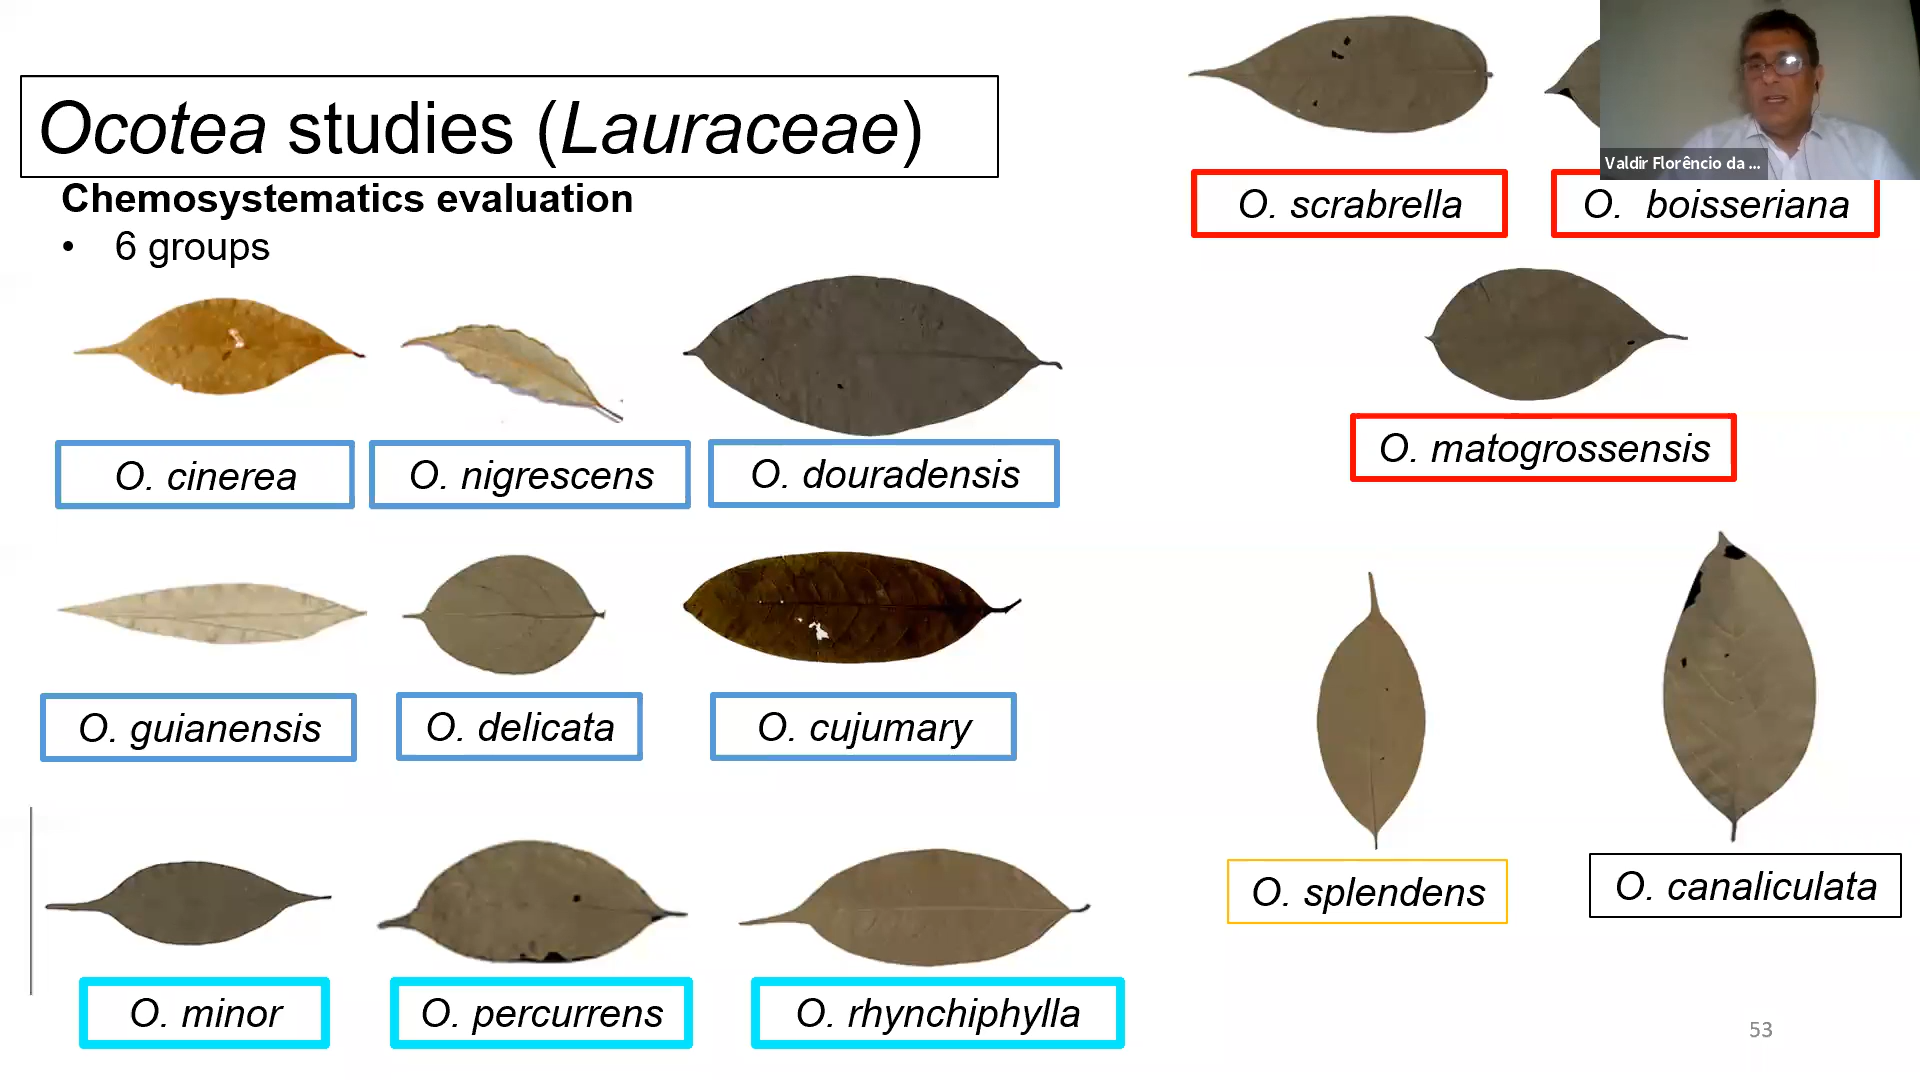 Ocotea studies (Lauraceae)
Chemosystematics evaluation
• 6 groups
Valdir Florêncio da ...
O. scrabrella
O. boisseriana
O. matogrossensis
O. cinerea
O. nigrescens
O. douradensis
O. guianensis
O. delicata
O. cujumary
O. splendens
O. canaliculata
O. minor
O. percurrens
O. rhynchiphylla
53